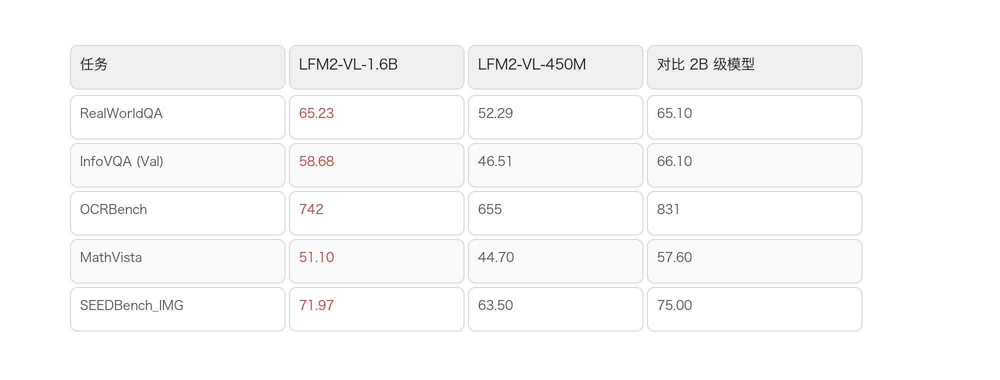 任务 LFM2-VL-1.6B LFM2-VL-450M 对比 2B 级模型
RealWorldQA 65.23 52.29 65.10
InfoVQA (Val) 58.68 46.51 66.10
OCRBench 742 655 831
MathVista 51.10 44.70 57.60
SEEDBench_IMG 71.97 63.50 75.00